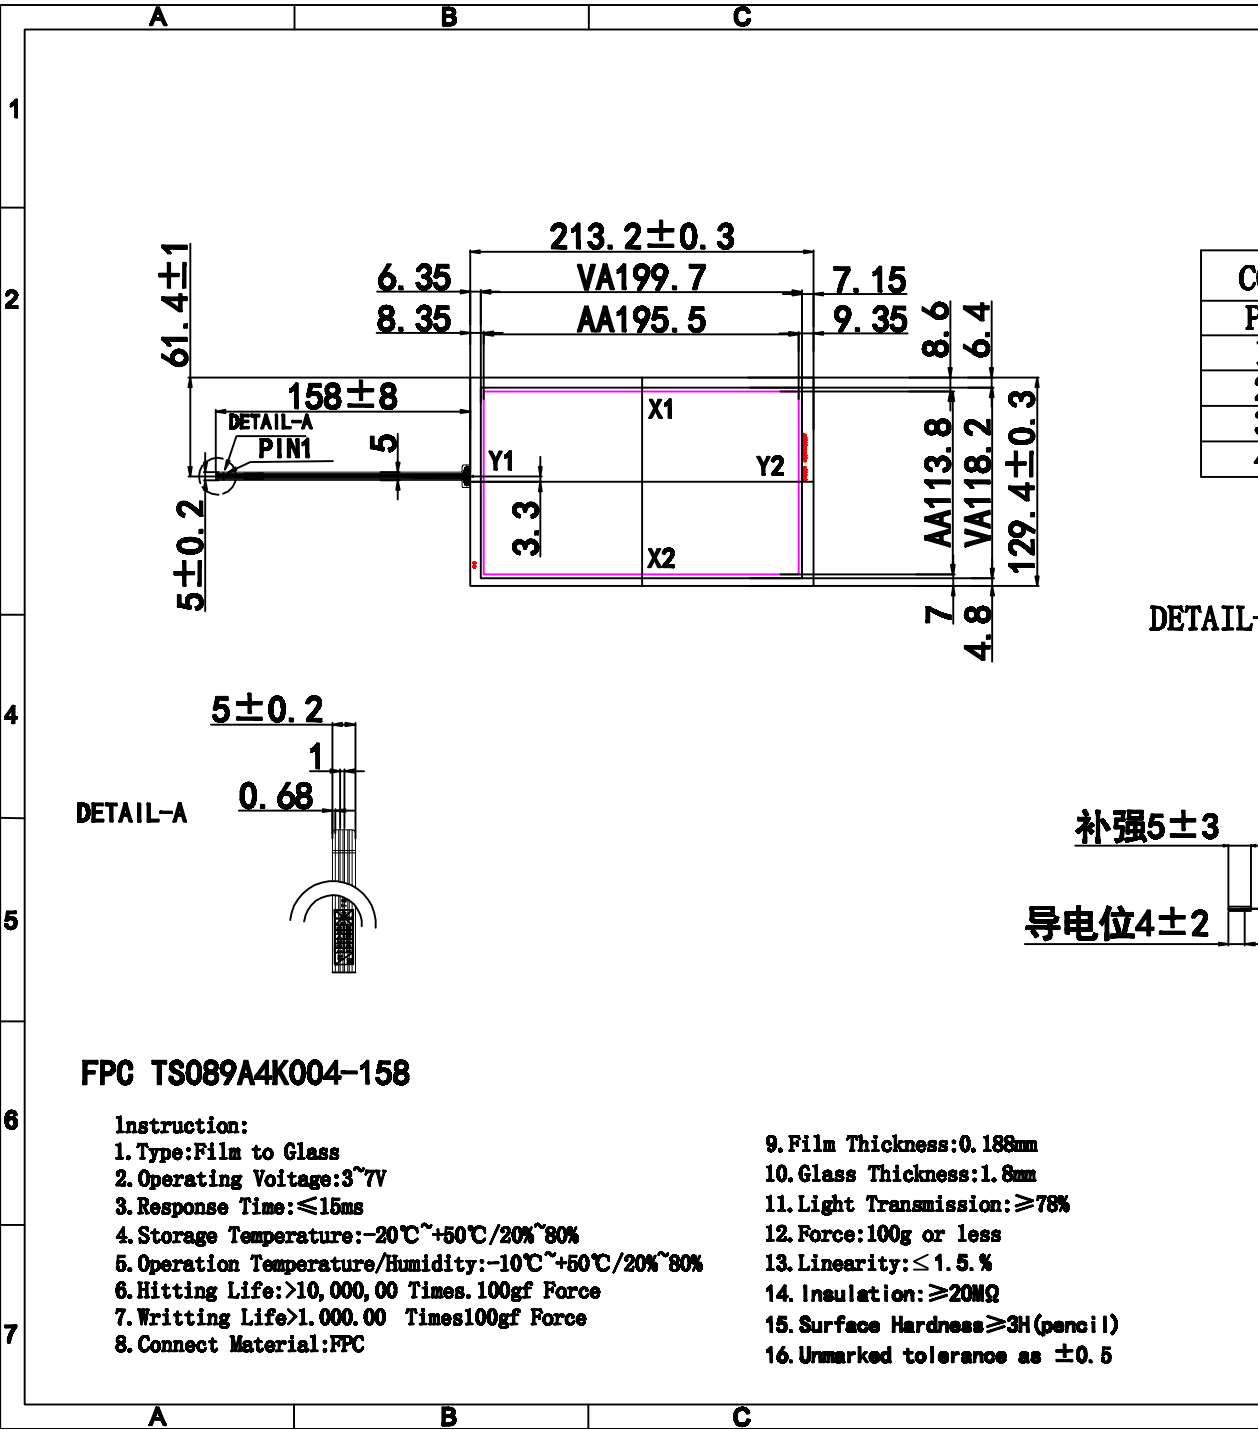 A B C
1
2
4
5
6
7
213.2±0.3
6.35 VA199.7 7.15
8.35 AA195.5 9.35
61.4±1
8.6
6.4
158±8
DETAIL-A
PIN1
5
X1
Y1
Y2
X2
3.3
5±0.2
AA113.8
VA118.2
129.4±0.3
7
4.8
C
P
DETAIL-
5±0.2
1
0.68
DETAIL-A
补强5±3
导电位4±2
FPC TS089A4K004-158
lnstruction:
1.Type:Film to Glass
2.Operating Voitage:3~7V
3.Response Time:≤15ms
4.Storage Temperature:-20℃~+50℃/20%~80%
5.Operation Temperature/Humidity:-10℃~+60℃/20%~80%
6.Hitting Life:>10,000,00 Times.100gf Force
7.Writting Life>1.000.00 Times100gf Force
8.Connect Material:FPC
9.Film Thickness:0.188mm
10.Glass Thickness:1.8mm
11.Light Transmission:≥78%
12.Force:100g or less
13.Linearity:≤1.5.%
14.Insulation:≥20MΩ
15.Surface Hardness≥3H(pencil)
16.Unmarked tolerance as ±0.5
A B C